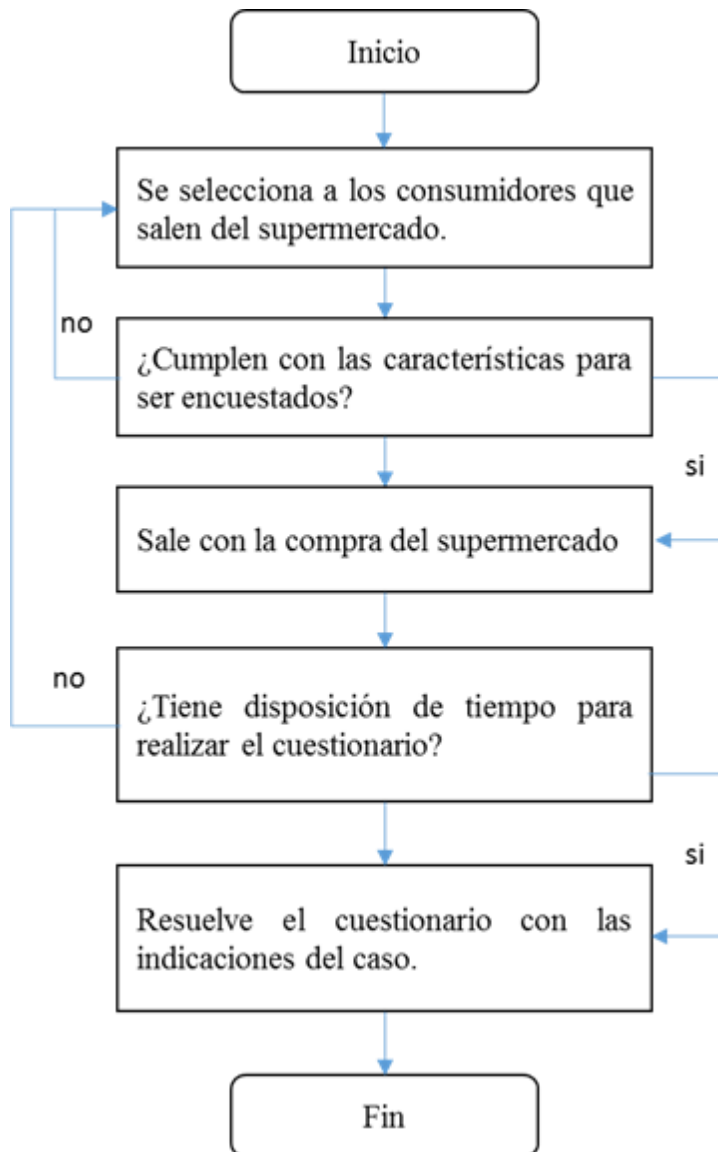 Inicio
Se selecciona a los consumidores que
salen del supermercado.
no
¿Cumplen con las características para
ser encuestados?
si
Sale con la compra del supermercado
no
¿Tiene disposición de tiempo para
realizar el cuestionario?
si
Resuelve el cuestionario con las
indicaciones del caso.
Fin